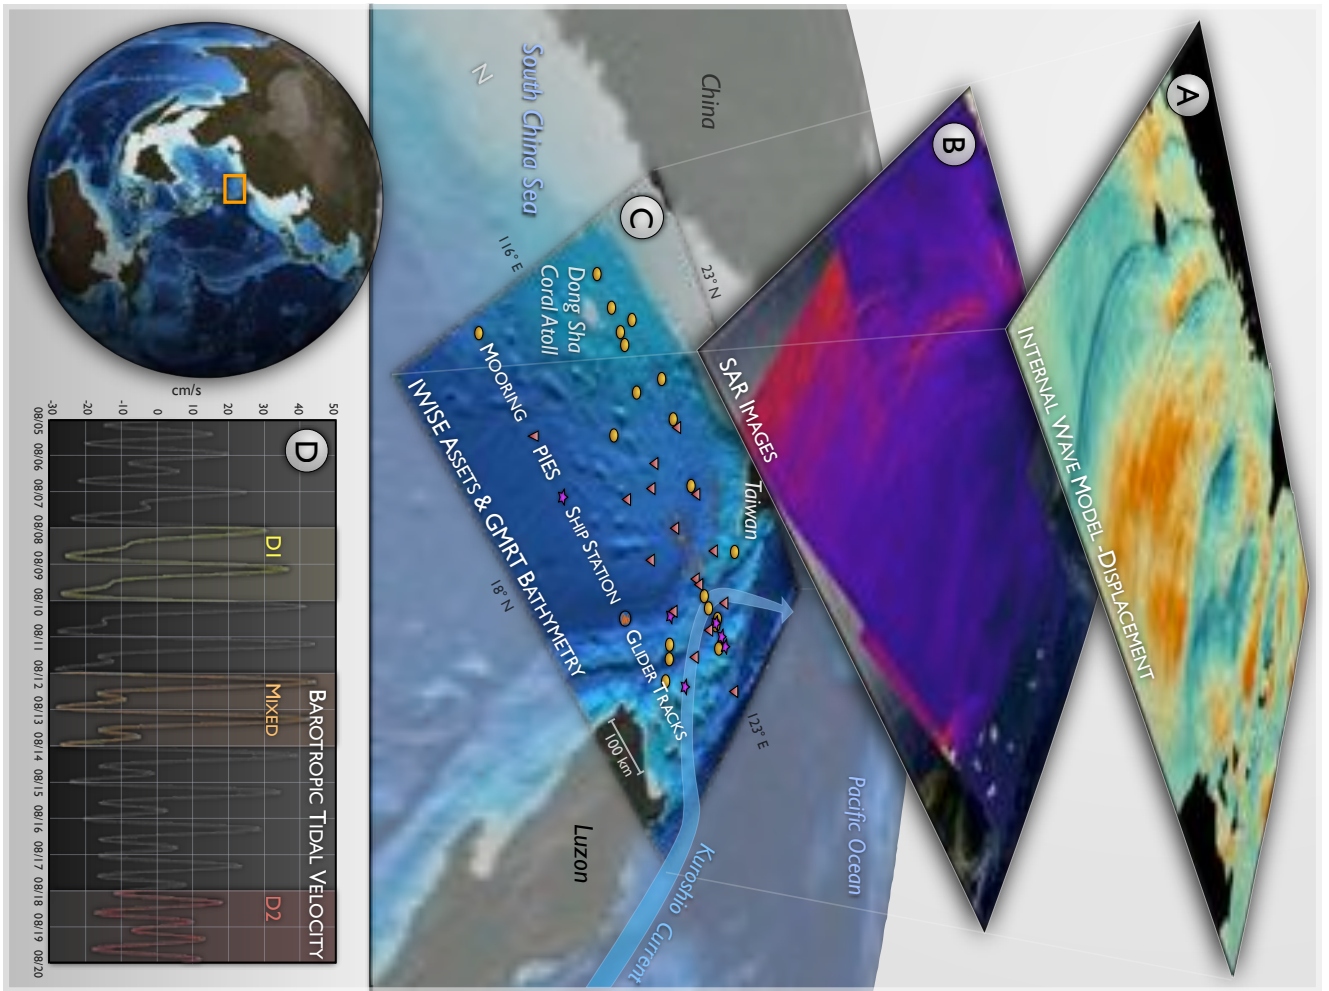 A
INTERNAL WAVE MODEL -DISPLACEMENT
B
SAR IMAGES
C
China
South China Sea
N
23° N
116° E
Dong Sha
Coral Atoll
Taiwan
MOORING
PIES
SHIP STATION
GLIDER TRACKS
IWISE ASSETS & GMRT BATHYMETRY
18° N
123° E
100 km
Luzon
Pacific Ocean
Kuroshio Current
D
BAROTROPIC TIDAL VELOCITY
D1
MIXED
D2
cm/s
50
40
30
20
10
0
-10
-20
-30
08/05 08/06 08/07 08/08 08/09 08/10 08/11 08/12 08/13 08/14 08/15 08/16 08/17 08/18 08/19 08/20